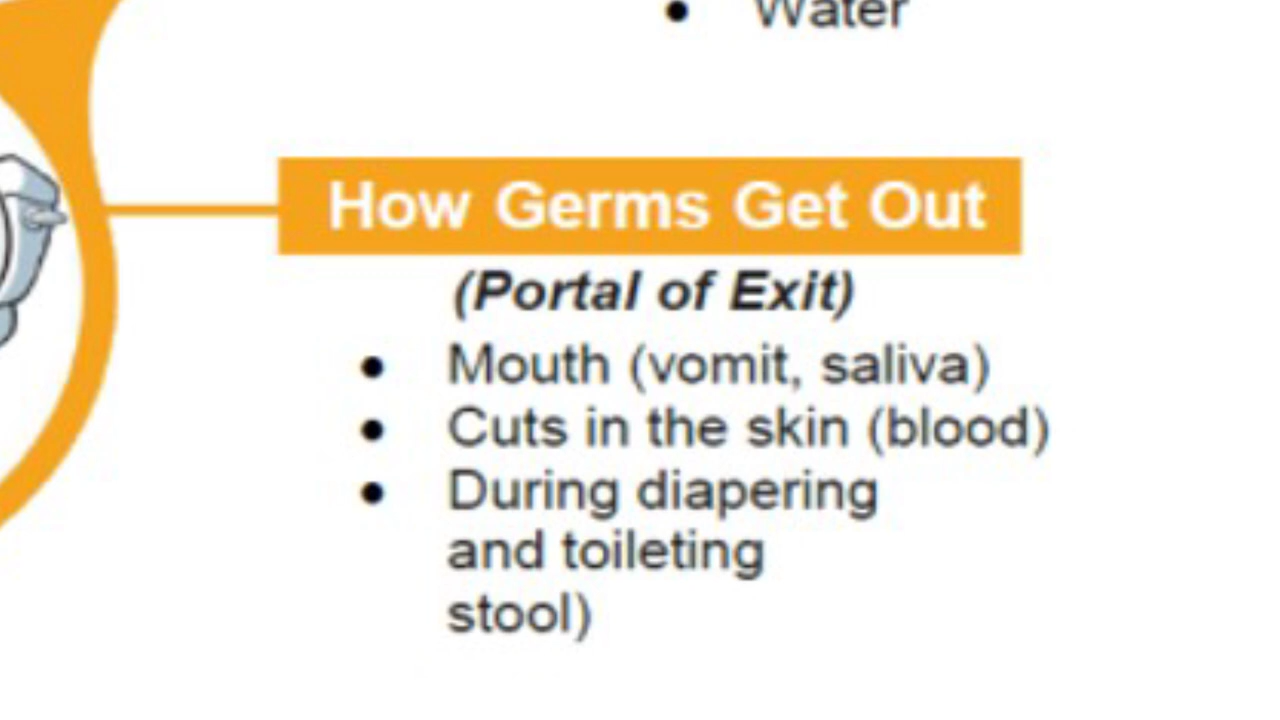 • Water
How Germs Get Out
(Portal of Exit)
• Mouth (vomit, saliva)
• Cuts in the skin (blood)
• During diapering
and toileting
stool)